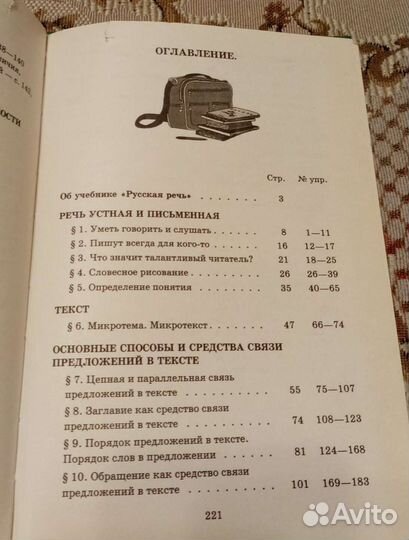 38—140
с. 142.
ОГЛАВЛЕНИЕ.
Стр. № упр.
Об учебнике «Русская речь» . . . . . . . 3
РЕЧЬ УСТНАЯ И ПИСЬМЕННАЯ
§ 1. Уметь говорить и слушать . . . . . 8 1—11
§ 2. Пишут всегда для кого-то . . . . . 16 12—17
§ 3. Что значит талантливый читатель? 21 18—25
§ 4. Словесное рисование . . . . . . . 26 26—39
§ 5. Определение понятия . . . . . . . 35 40—65
ТЕКСТ
§ 6. Микротема. Микротекст . . . . . . 47 66—74
ОСНОВНЫЕ СПОСОБЫ И СРЕДСТВА СВЯЗИ
ПРЕДЛОЖЕНИЙ В ТЕКСТЕ
§ 7. Цепная и параллельная связь
предложений в тексте . . . . . . . . 55 75—107
§ 8. Заглавие как средство связи
предложений в тексте . . . . . . . . 74 108—123
§ 9. Порядок предложений в тексте.
Порядок слов в предложении . . . . . 81 124—168
§ 10. Обращение как средство связи
предложений в тексте . . . . . . . . 101 169—183
221
Avito